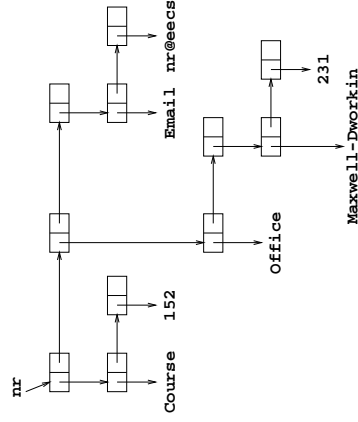 nr
Course
152
Email
nr@eecs
Office
Maxwell-Dworkin
231